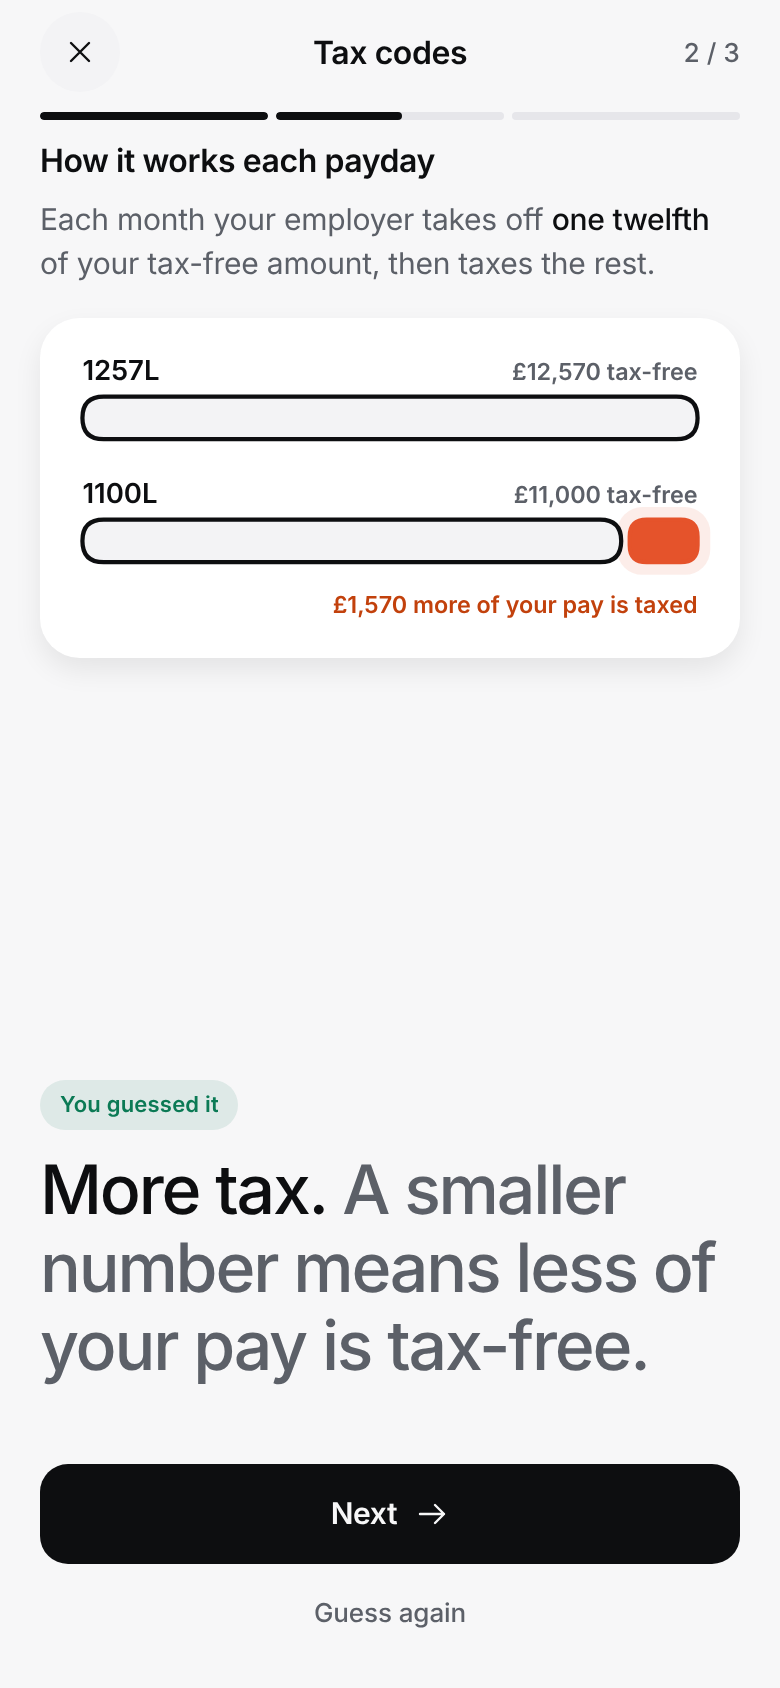 Tax codes
2 / 3
How it works each payday
Each month your employer takes off one twelfth
of your tax-free amount, then taxes the rest.
1257L
£12,570 tax-free
1100L
£11,000 tax-free
£1,570 more of your pay is taxed
You guessed it
More tax. A smaller
number means less of
your pay is tax-free.
Next →
Guess again